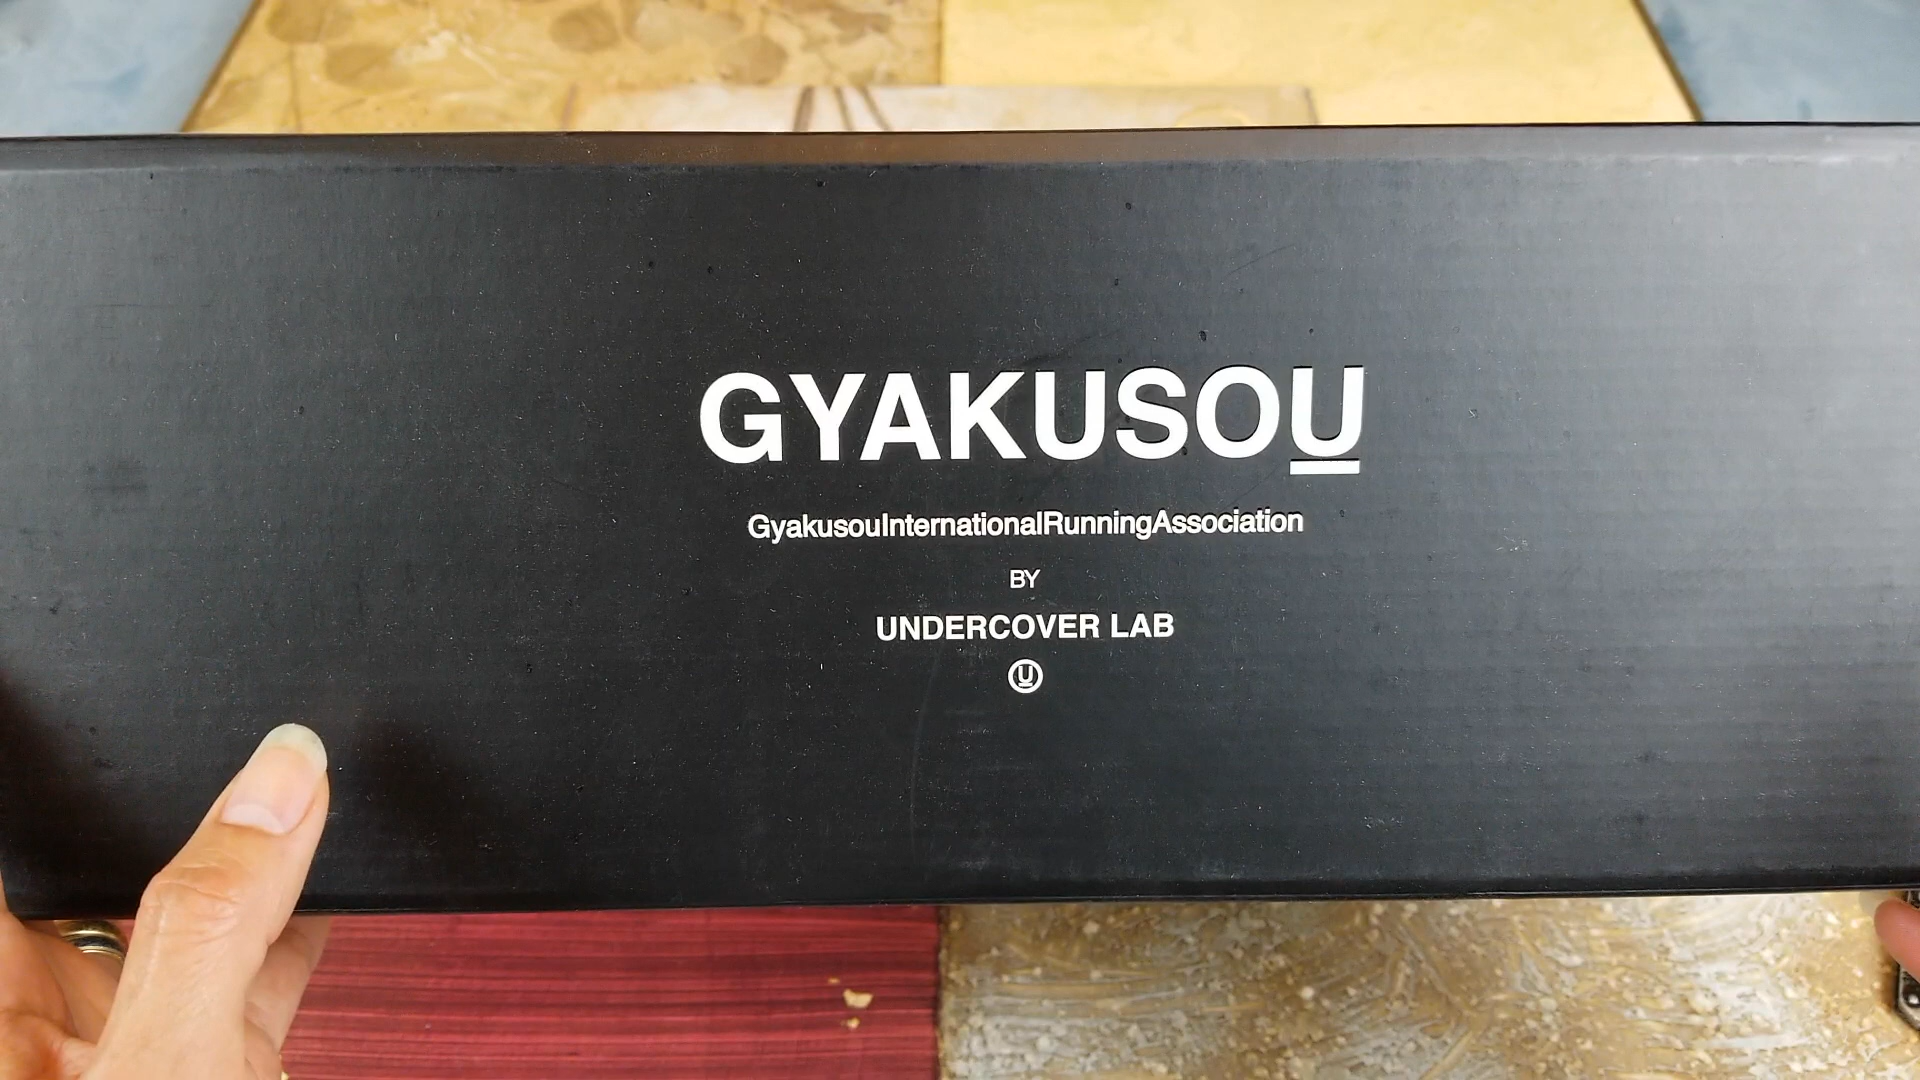 GYAKUSOU
GyakusouInternationalRunningAssociation
BY
UNDERCOVER LAB
U